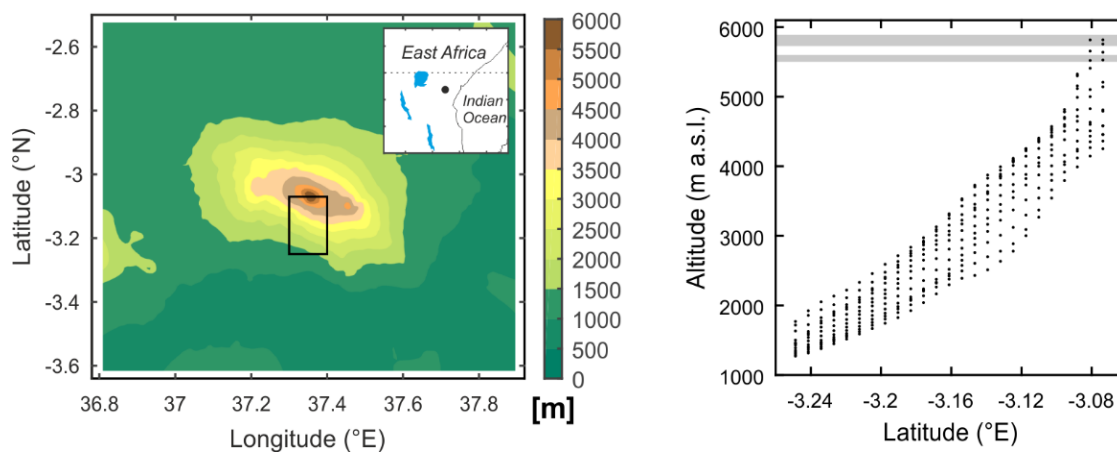 -2.6
-2.8
-3
-3.2
-3.4
-3.6
Latitude (°N)
36.8 37 37.2 37.4 37.6 37.8
Longitude (°E)
East Africa
Indian
Ocean
6000
5500
5000
4500
4000
3500
3000
2500
2000
1500
1000
500
0
[m]
6000
5000
4000
3000
2000
1000
Altitude (m a.s.l.)
-3.24 -3.2 -3.16 -3.12 -3.08
Latitude (°E)